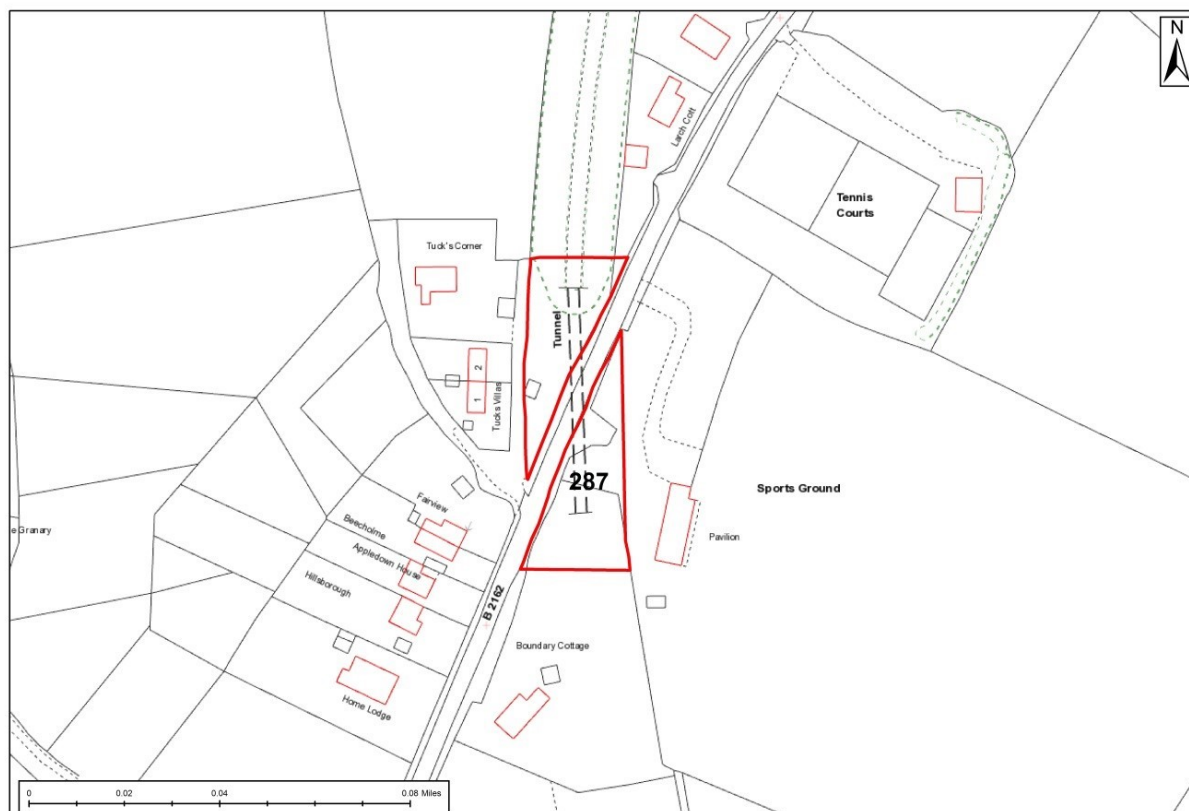 N
Larch Cott
Tennis
Courts
Tuck's Corner
Tunnel
2
1
Tucks Villas
287
Sports Ground
Fairview
e Granary
Beecholme
Pavilion
Appledown House
Hillsborough
B 2162
Boundary Cottage
Home Lodge
0 0.02 0.04 0.08 Miles